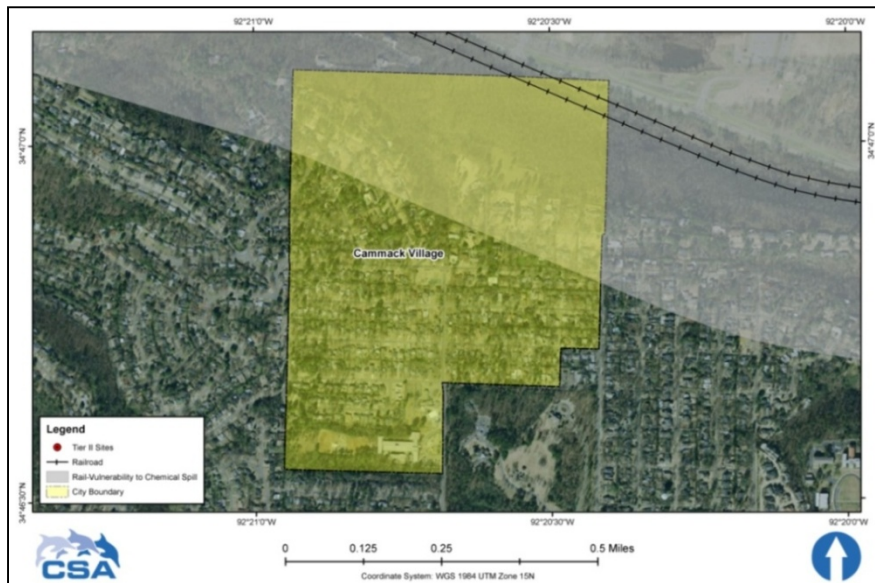 92°21'0"W
92°20'30"W
92°20'0"W
34°47'0"N
34°47'0"N
Cammack Village
Legend
Tier II Sites
Railroad
Rail-Vulnerability to Chemical Spill
City Boundary
34°46'30"N
92°21'0"W
92°20'30"W
92°20'0"W
CSA
0 0.125 0.25 0.5 Miles
Coordinate System: WGS 1984 UTM Zone 15N